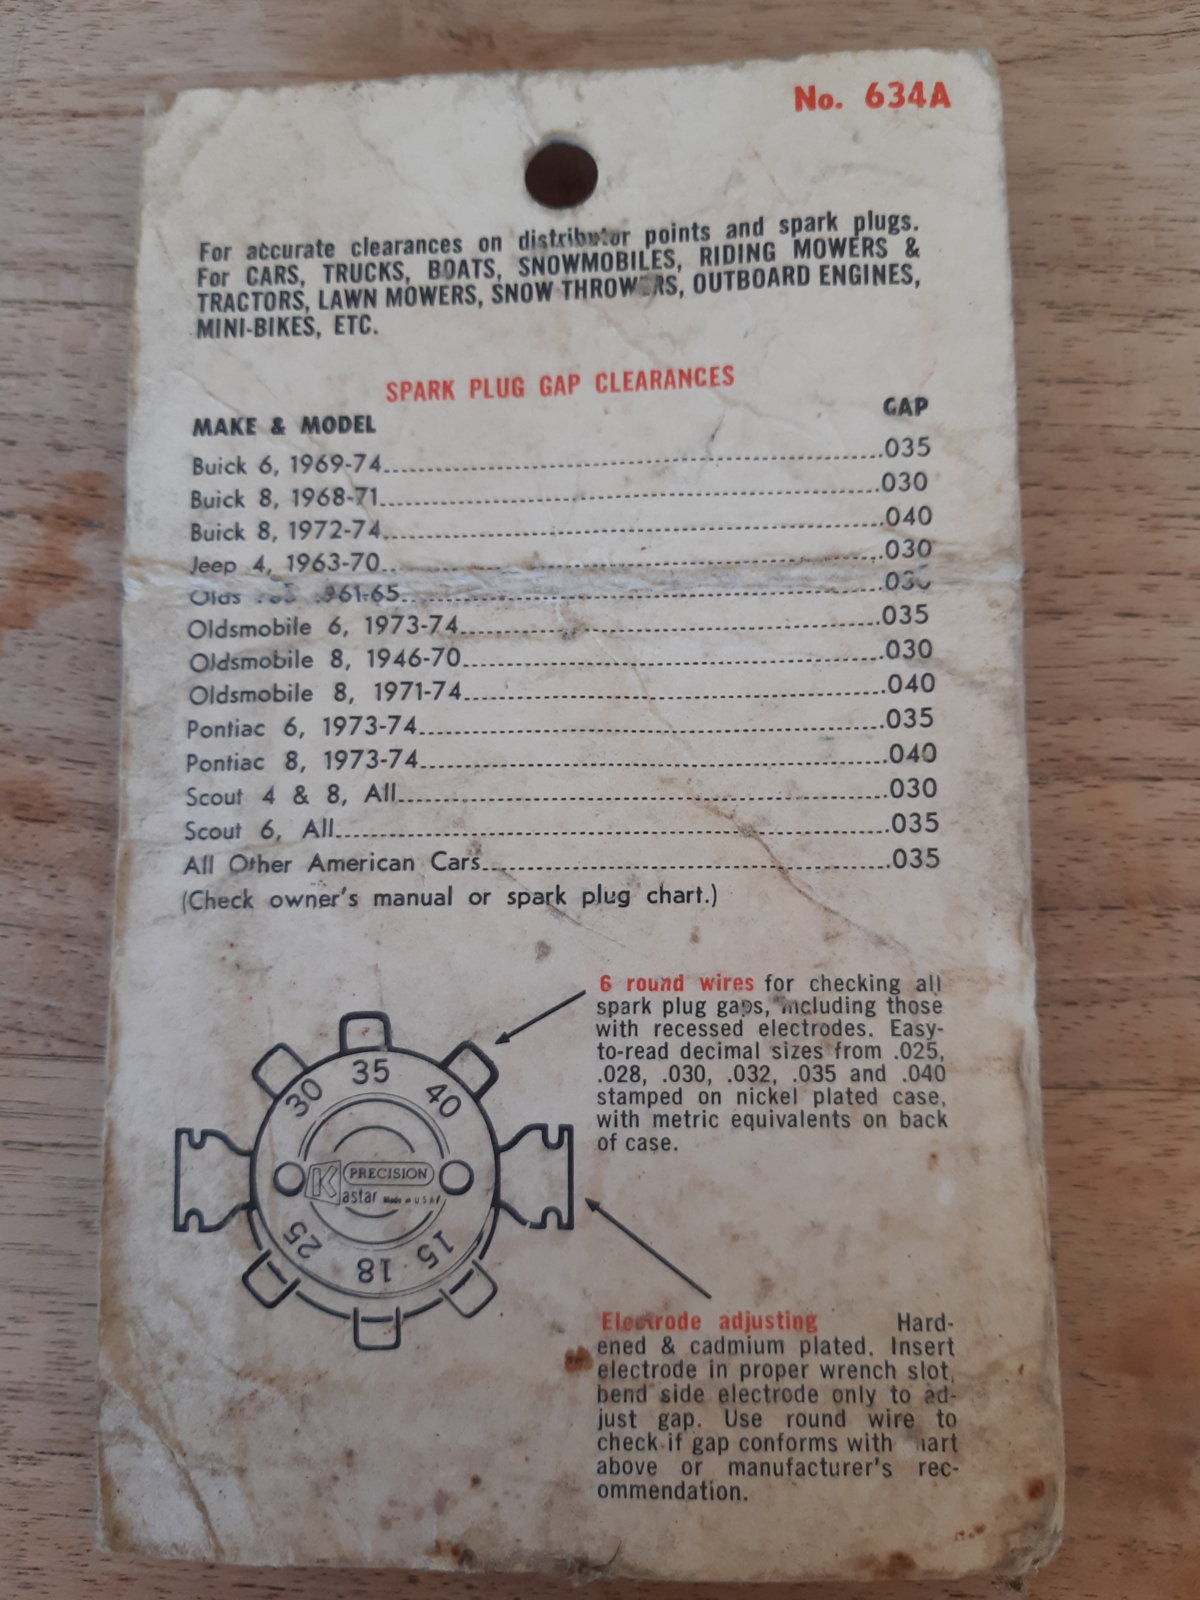 No. 634A
For accurate clearances on distributor points and spark plugs.
For CARS, TRUCKS, BOATS, SNOWMOBILES, RIDING MOWERS &
TRACTORS, LAWN MOWERS, SNOW THROWERS, OUTBOARD ENGINES,
MINI-BIKES, ETC.
SPARK PLUG GAP CLEARANCES
MAKE & MODEL GAP
Buick 6, 1969-74 .035
Buick 8, 1968-71 .030
Buick 8, 1972-74 .040
Jeep 4, 1963-70 .030
Olds 961-65
Oldsmobile 6, 1973-74 .035
Oldsmobile 8, 1946-70 .030
Oldsmobile 8, 1971-74 .040
Pontiac 6, 1973-74 .035
Pontiac 8, 1973-74 .040
Scout 4 & 8, All .030
Scout 6, All .035
All Other American Cars .035
(Check owner's manual or spark plug chart.)
6 round wires for checking all
spark plug gaps, including those
with recessed electrodes. Easy-
to-read decimal sizes from .025,
.028, .030, .032, .035 and .040
stamped on nickel plated case,
with metric equivalents on back
of case.
30 35 40
PRECISION
Kastar Made in U.S.A.
25 18 15
Electrode adjusting Hard-
ened & cadmium plated. Insert
electrode in proper wrench slot,
bend side electrode only to ad-
just gap. Use round wire to
check if gap conforms with hart
above or manufacturer's rec-
ommendation.